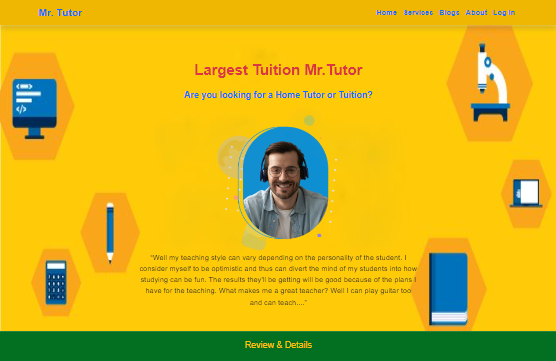 Mr. Tutor
Home Services Blogs About Log In
Largest Tuition Mr.Tutor
Are you looking for a Home Tutor or Tuition?
"Well my teaching style can vary depending on the personality of the student. I
consider myself to be optimistic and thus can divert the mind of my students into how
studying can be fun. The results they'll be getting will be good because of the plans I
have for the teaching. What makes me a great teacher? Well I can play guitar too
and can teach...."
Review & Details